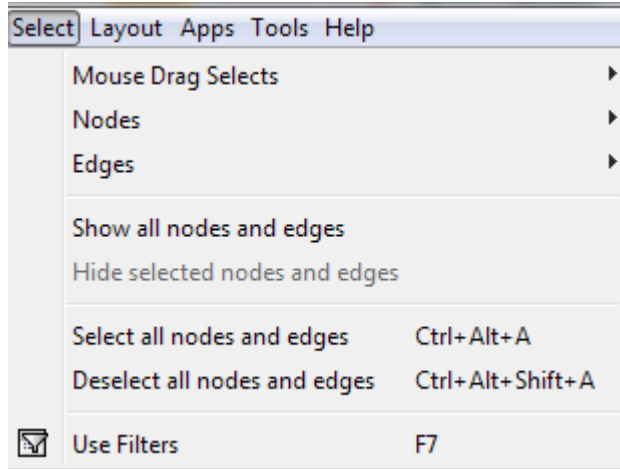 Select Layout Apps Tools Help
Mouse Drag Selects
Nodes
Edges
Show all nodes and edges
Hide selected nodes and edges
Select all nodes and edges Ctrl+Alt+A
Deselect all nodes and edges Ctrl+Alt+Shift+A
Use Filters F7